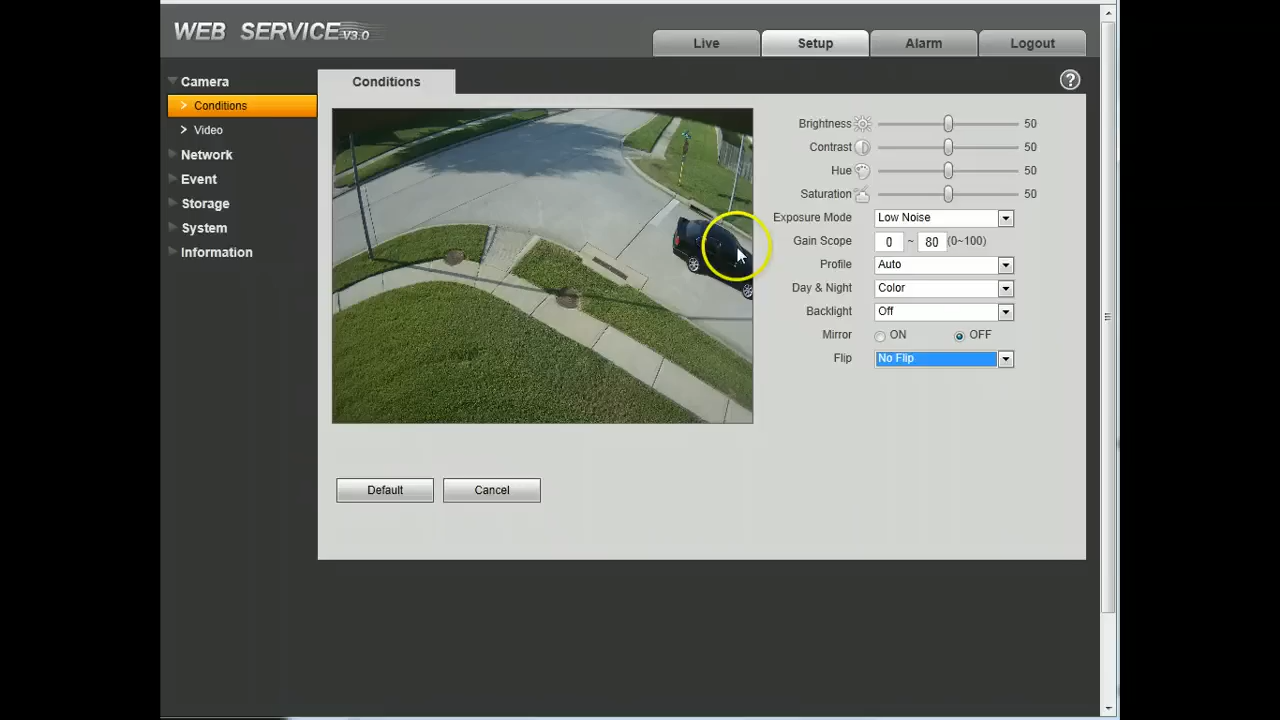 WEB SERVICE V3.0
Live
Setup
Alarm
Logout
Camera
Conditions
Video
Network
Event
Storage
System
Information
Conditions
?
Brightness 50
Contrast 50
Hue 50
Saturation 50
Exposure Mode Low Noise
Gain Scope 0 ~ 80 (0~100)
Profile Auto
Day & Night Color
Backlight Off
Mirror ON OFF
Flip No Flip
Default
Cancel